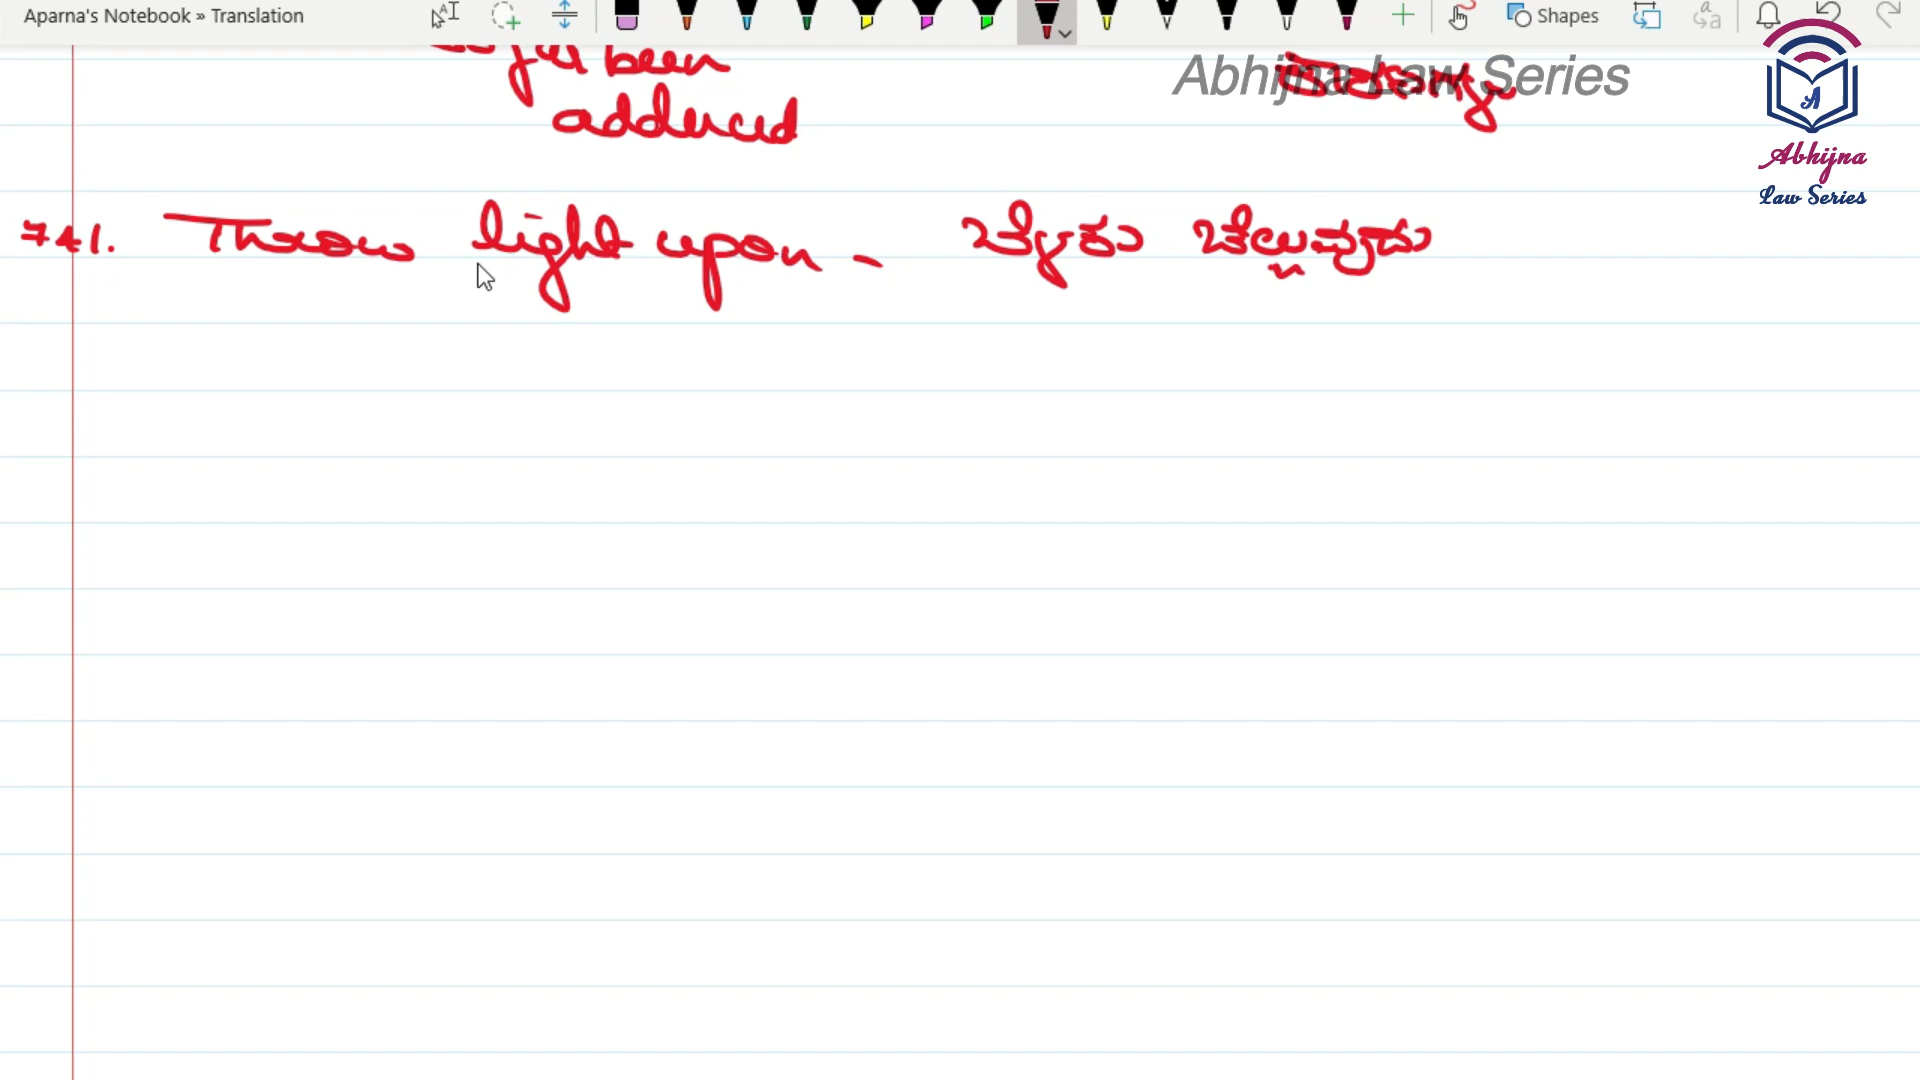 Aparna's Notebook » Translation
Shapes
been
adduced
Abhijna Law Series
A
Abhijna
Law Series
741. Throw light upon - ಬೆಳಕು ಚೆಲ್ಲುವುದು